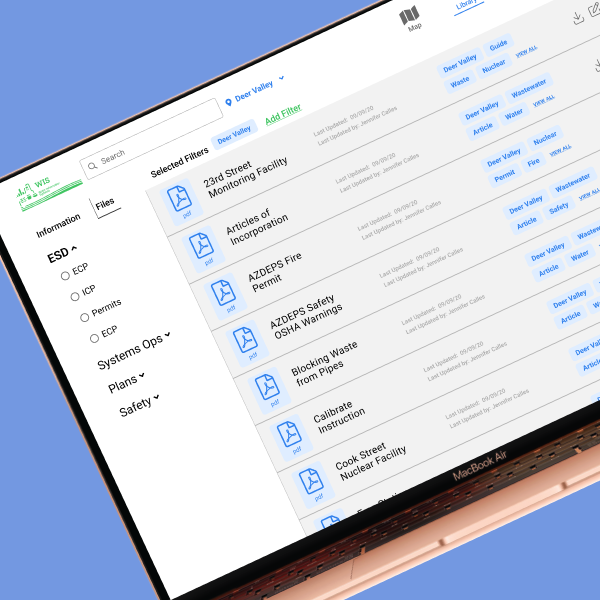 Map
Library
WIS
Search
Deer Valley
Selected Filters
Deer Valley
Add Filter
Information
Files
ESD
ECP
ICP
Permits
ECP
Systems Ops
Plans
Safety
pdf
23rd Street
Monitoring Facility
Last Updated: 09/09/20
Last Updated by: Jennifer Calles
Deer Valley
Guide
Waste
Nuclear
VIEW ALL
pdf
Articles of
Incorporation
Last Updated: 09/09/20
Last Updated by: Jennifer Calles
Deer Valley
Wastewater
Article
Water
VIEW ALL
pdf
AZDEPS Fire
Permit
Last Updated: 09/09/20
Last Updated by: Jennifer Calles
Deer Valley
Nuclear
Permit
Fire
VIEW ALL
pdf
AZDEPS Safety
OSHA Warnings
Last Updated: 09/09/20
Last Updated by: Jennifer Calles
Deer Valley
Wastewater
Article
Safety
VIEW ALL
pdf
Blocking Waste
from Pipes
Last Updated: 09/09/20
Last Updated by: Jennifer Calles
Deer Valley
Article
Water
pdf
Calibrate
Instruction
Last Updated: 09/09/20
Last Updated by: Jennifer Calles
Deer Valley
Article
pdf
Cook Street
Nuclear Facility
Last Updated: 09/09/20
Last Updated by: Jennifer Calles
Article
MacBook Air